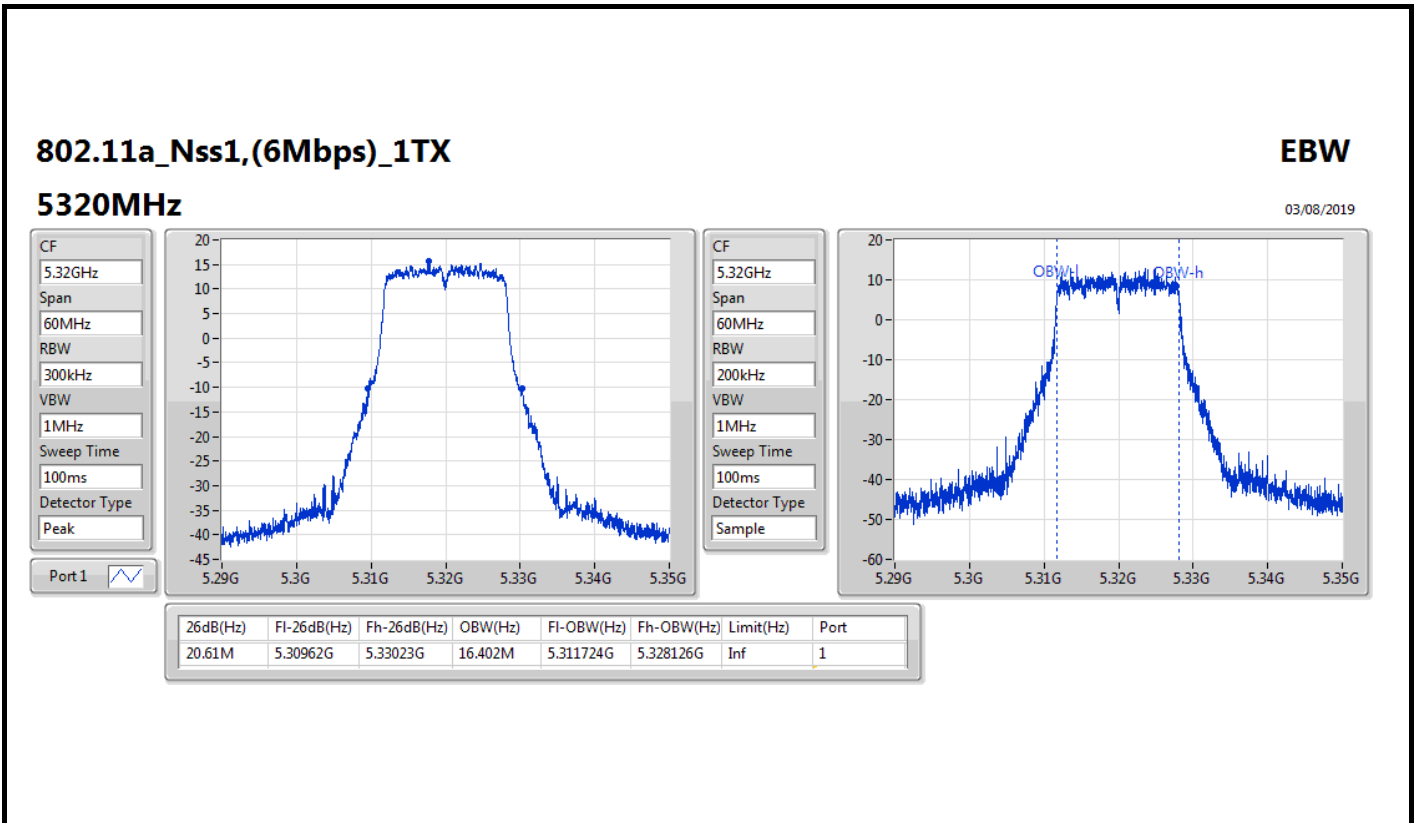 802.11a_Nss1,(6Mbps)_1TX
EBW
5320MHz
03/08/2019
CF
5.32GHz
Span
60MHz
RBW
300kHz
VBW
1MHz
Sweep Time
100ms
Detector Type
Peak
Port 1
20
15
10
5
0
-5
-10
-15
-20
-25
-30
-35
-40
-45
5.29G 5.3G 5.31G 5.32G 5.33G 5.34G 5.35G
CF
5.32GHz
Span
60MHz
RBW
200kHz
VBW
1MHz
Sweep Time
100ms
Detector Type
Sample
20
10
0
-10
-20
-30
-40
-50
-60
OBW-l OBW-h
5.29G 5.3G 5.31G 5.32G 5.33G 5.34G 5.35G
26dB(Hz) Fl-26dB(Hz) Fh-26dB(Hz) OBW(Hz) Fl-OBW(Hz) Fh-OBW(Hz) Limit(Hz) Port
20.61M 5.30962G 5.33023G 16.402M 5.311724G 5.328126G Inf 1